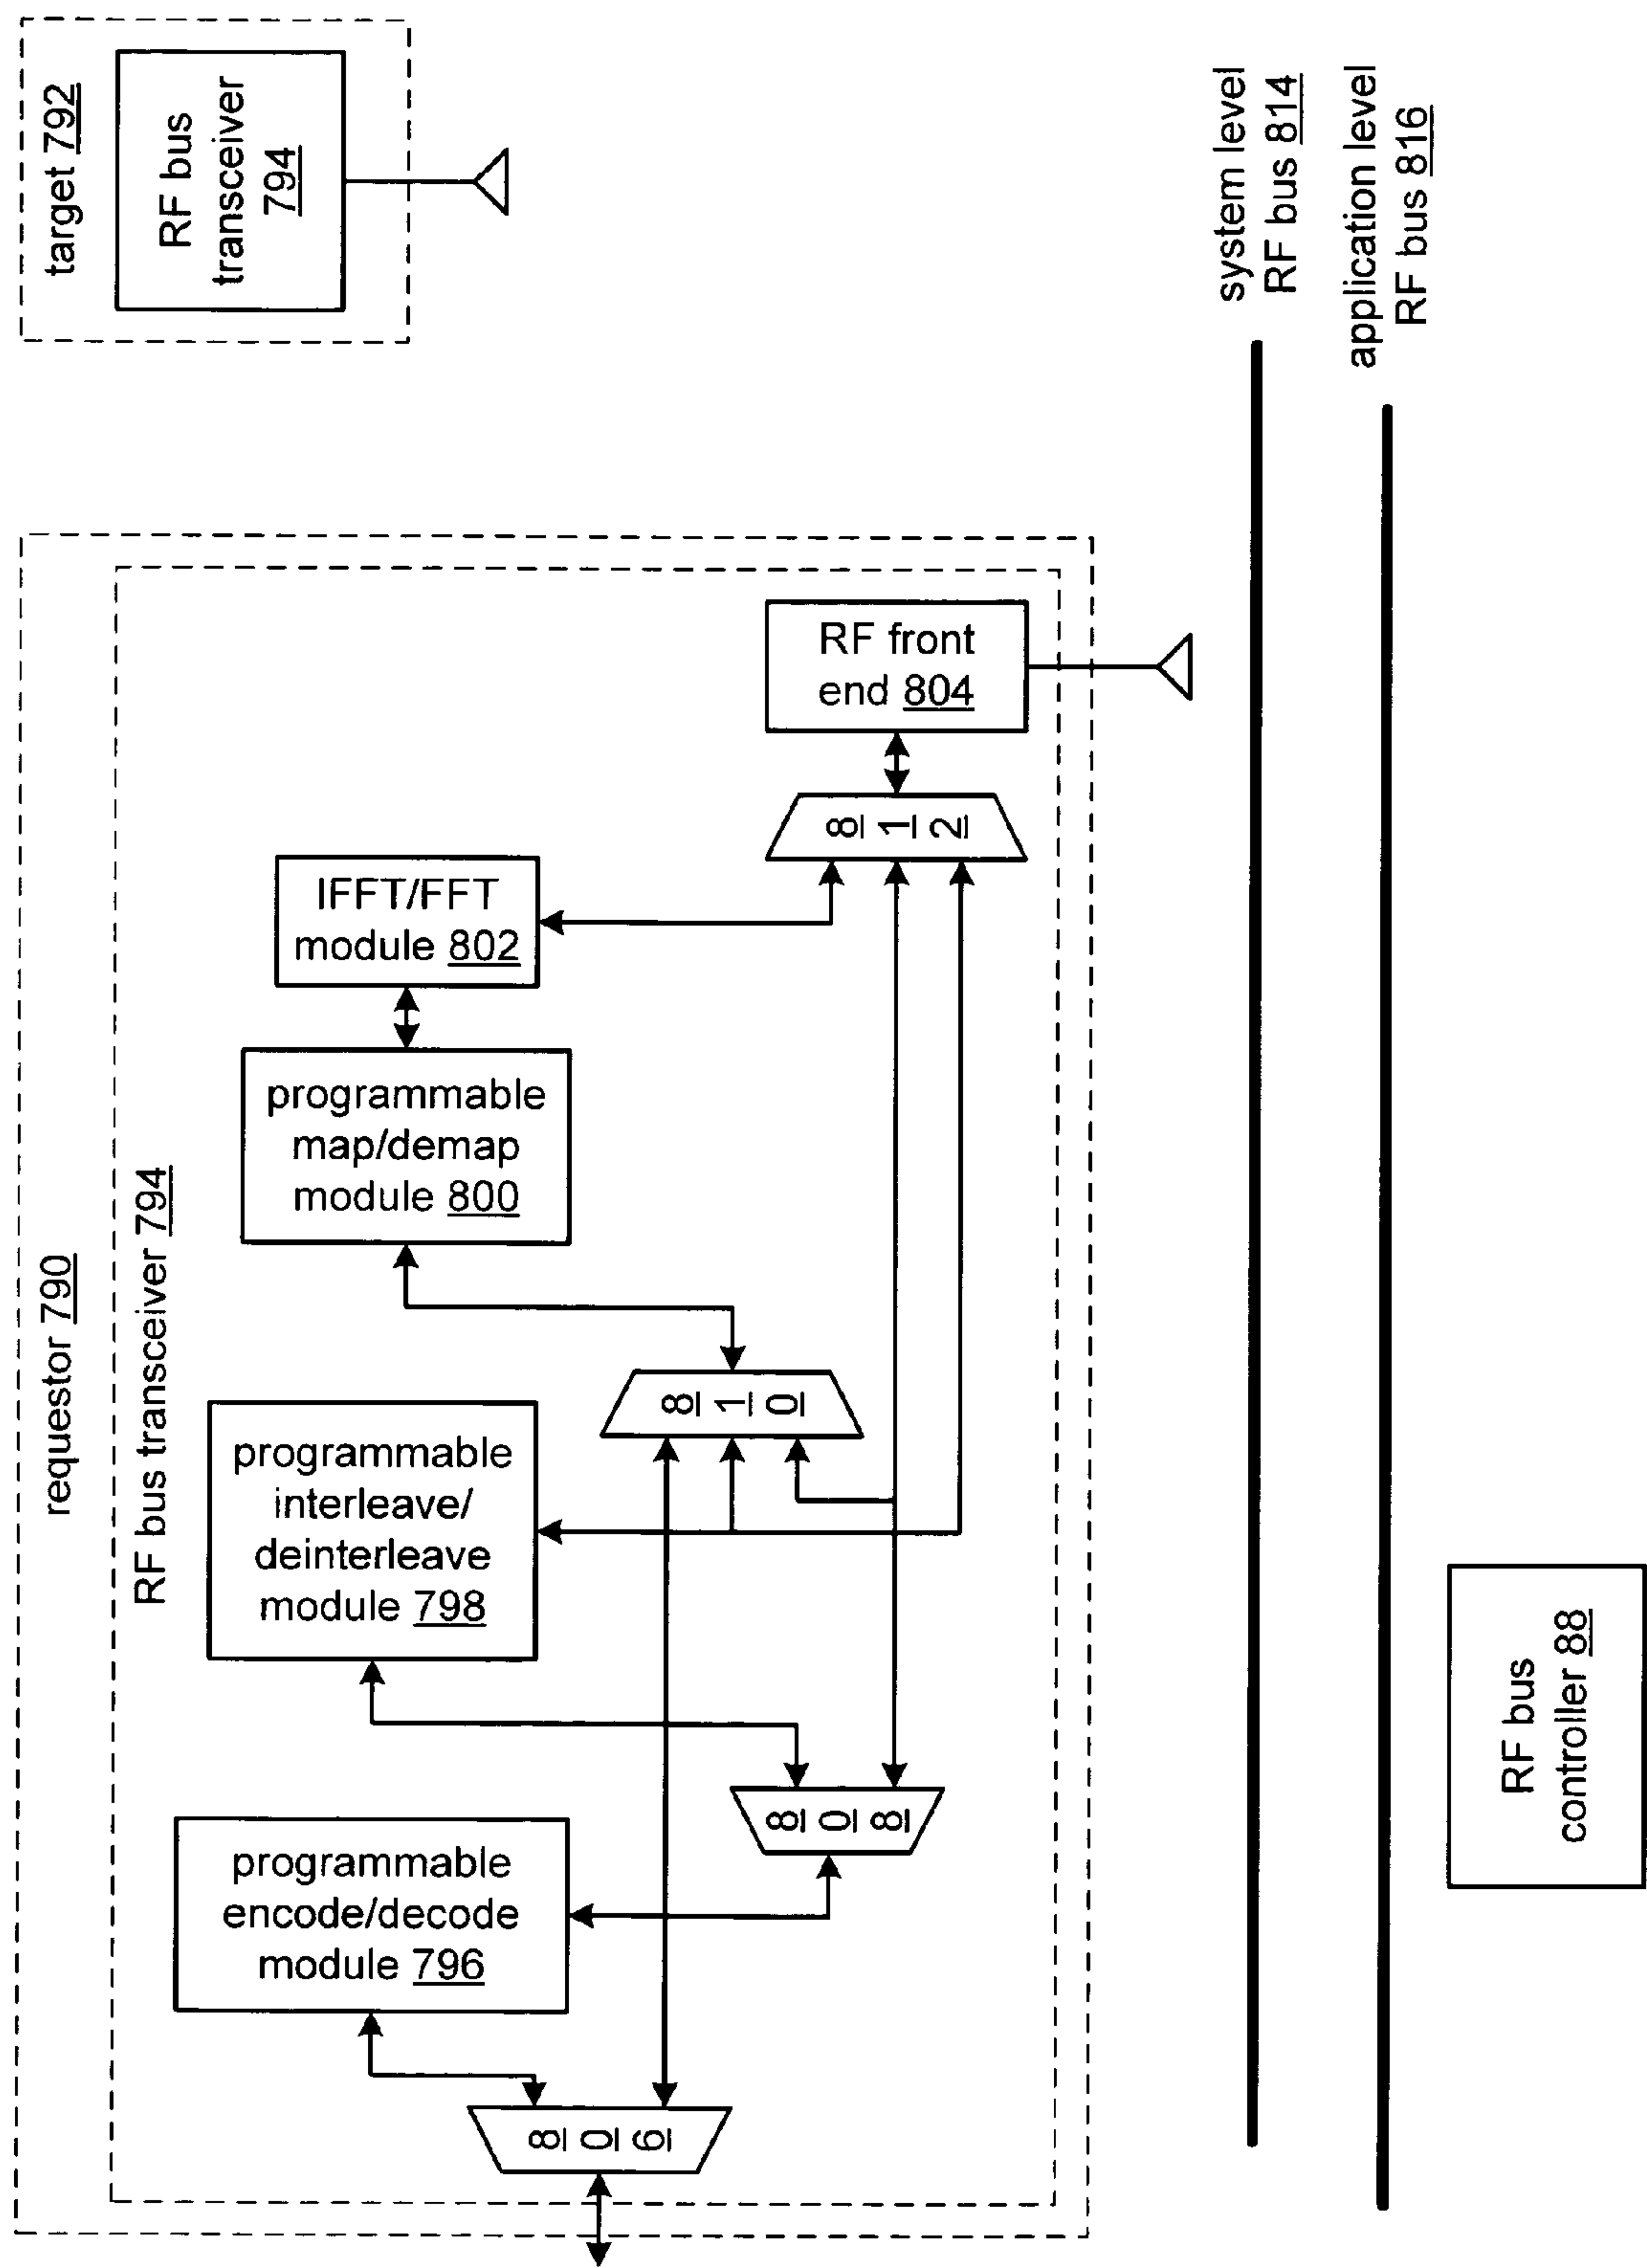 requestor 790
RF bus transceiver 794
programmable
encode/decode
module 796
programmable
interleave/
deinterleave
module 798
programmable
map/demap
module 800
IFFT/FFT
module 802
RF front
end 804
806
808
810
812
target 792
RF bus
transceiver
794
system level
RF bus 814
application level
RF bus 816
RF bus
controller 88